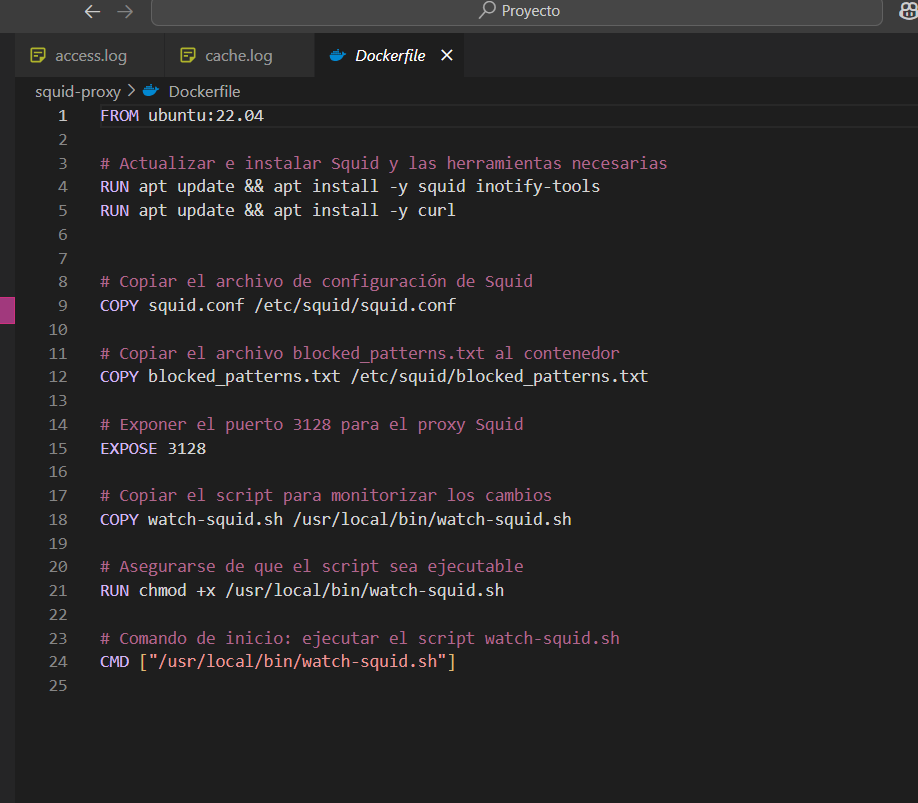 Proyecto
access.log
cache.log
Dockerfile
squid-proxy > Dockerfile
1 FROM ubuntu:22.04
2
3 # Actualizar e instalar Squid y las herramientas necesarias
4 RUN apt update && apt install -y squid inotify-tools
5 RUN apt update && apt install -y curl
6
7
8 # Copiar el archivo de configuración de Squid
9 COPY squid.conf /etc/squid/squid.conf
10
11 # Copiar el archivo blocked_patterns.txt al contenedor
12 COPY blocked_patterns.txt /etc/squid/blocked_patterns.txt
13
14 # Exponer el puerto 3128 para el proxy Squid
15 EXPOSE 3128
16
17 # Copiar el script para monitorizar los cambios
18 COPY watch-squid.sh /usr/local/bin/watch-squid.sh
19
20 # Asegurarse de que el script sea ejecutable
21 RUN chmod +x /usr/local/bin/watch-squid.sh
22
23 # Comando de inicio: ejecutar el script watch-squid.sh
24 CMD ["/usr/local/bin/watch-squid.sh"]
25